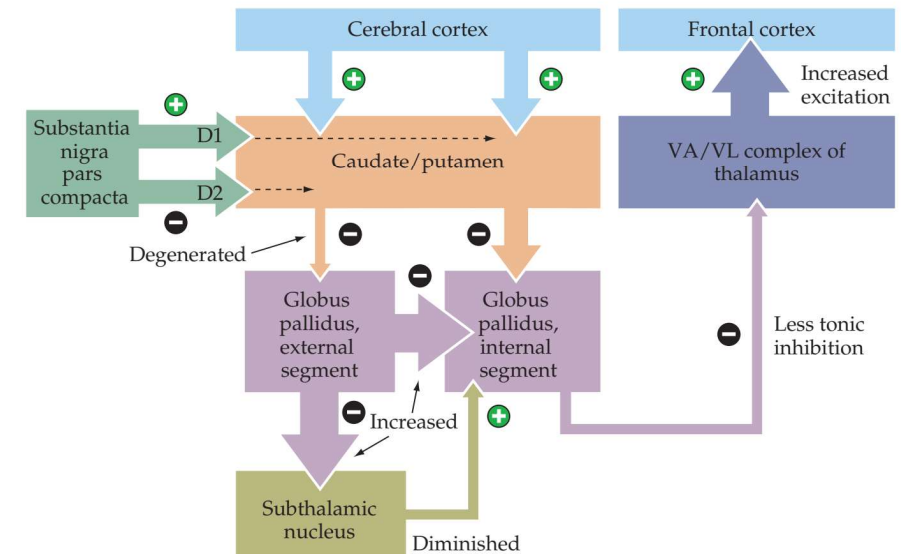 Cerebral cortex
Frontal cortex
+
+
+
Increased
excitation
+
Substantia
nigra
pars
compacta
D1
D2
−
Caudate/putamen
VA/VL complex of
thalamus
Degenerated
−
−
−
Globus
pallidus,
external
segment
Globus
pallidus,
internal
segment
−
Less tonic
inhibition
−
Increased
+
Subthalamic
nucleus
Diminished